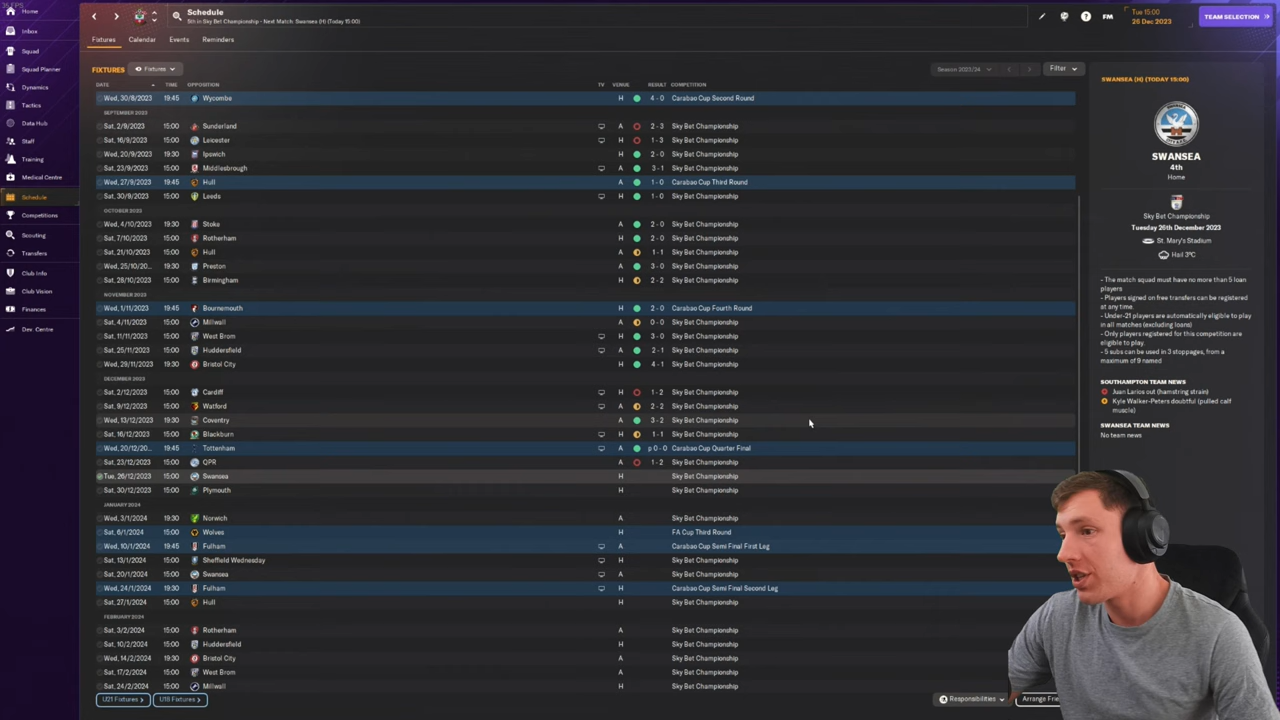 Home
Inbox
Squad
Squad Planner
Dynamics
Tactics
Data Hub
Staff
Training
Medical Centre
Schedule
Competitions
Scouting
Transfers
Club Info
Club Vision
Finances
Dev. Centre
Schedule
5th in Sky Bet Championship - Next Match: Swansea (H) (Today 15:00)
FM
Tue 15:00
26 Dec 2023
TEAM SELECTION
Fixtures Calendar Events Reminders
FIXTURES Fixtures Season 2023/24 Filter
DATE TIME OPPOSITION TV VENUE RESULT COMPETITION
Wed, 30/8/2023 19:45 Wycombe H 4 - 0 Carabao Cup Second Round
SEPTEMBER 2023
Sat, 2/9/2023 15:00 Sunderland A 2 - 3 Sky Bet Championship
Sat, 16/9/2023 15:00 Leicester H 1 - 3 Sky Bet Championship
Wed, 20/9/2023 19:30 Ipswich H 2 - 0 Sky Bet Championship
Sat, 23/9/2023 15:00 Middlesbrough A 3 - 1 Sky Bet Championship
Wed, 27/9/2023 19:45 Hull H 1 - 0 Carabao Cup Third Round
Sat, 30/9/2023 15:00 Leeds H 1 - 0 Sky Bet Championship
OCTOBER 2023
Wed, 4/10/2023 19:30 Stoke A 2 - 0 Sky Bet Championship
Sat, 7/10/2023 15:00 Rotherham H 2 - 0 Sky Bet Championship
Sat, 21/10/2023 15:00 Hull A 1 - 1 Sky Bet Championship
Wed, 25/10/20... 19:30 Preston A 3 - 0 Sky Bet Championship
Sat, 28/10/2023 15:00 Birmingham H 2 - 2 Sky Bet Championship
NOVEMBER 2023
Wed, 1/11/2023 19:45 Bournemouth H 2 - 0 Carabao Cup Fourth Round
Sat, 4/11/2023 15:00 Millwall A 0 - 0 Sky Bet Championship
Sat, 11/11/2023 15:00 West Brom H 3 - 0 Sky Bet Championship
Sat, 25/11/2023 15:00 Huddersfield A 2 - 1 Sky Bet Championship
Wed, 29/11/2023 19:30 Bristol City H 4 - 1 Sky Bet Championship
DECEMBER 2023
Sat, 2/12/2023 15:00 Cardiff H 1 - 2 Sky Bet Championship
Sat, 9/12/2023 15:00 Watford A 2 - 2 Sky Bet Championship
Wed, 13/12/2023 19:30 Coventry A 3 - 2 Sky Bet Championship
Sat, 16/12/2023 15:00 Blackburn H 1 - 1 Sky Bet Championship
Wed, 20/12/20... 19:45 Tottenham A p 0 - 0 Carabao Cup Quarter Final
Sat, 23/12/2023 15:00 QPR A 1 - 2 Sky Bet Championship
Tue, 26/12/2023 15:00 Swansea H Sky Bet Championship
Sat, 30/12/2023 15:00 Plymouth H Sky Bet Championship
JANUARY 2024
Wed, 3/1/2024 19:30 Norwich A Sky Bet Championship
Sat, 6/1/2024 15:00 Wolves H FA Cup Third Round
Wed, 10/1/2024 19:45 Fulham A Carabao Cup Semi Final First Leg
Sat, 13/1/2024 15:00 Sheffield Wednesday H Sky Bet Championship
Sat, 20/1/2024 15:00 Swansea A Sky Bet Championship
Wed, 24/1/2024 19:30 Fulham H Carabao Cup Semi Final Second Leg
Sat, 27/1/2024 15:00 Hull H Sky Bet Championship
FEBRUARY 2024
Sat, 3/2/2024 15:00 Rotherham A Sky Bet Championship
Sat, 10/2/2024 15:00 Huddersfield H Sky Bet Championship
Wed, 14/2/2024 19:30 Bristol City A Sky Bet Championship
Sat, 17/2/2024 15:00 West Brom A Sky Bet Championship
Sat, 24/2/2024 15:00 Millwall H Sky Bet Championship
U21 Fixtures U18 Fixtures Responsibilities Arrange
SWANSEA (H) (TODAY 15:00)
SWANSEA
4th
Home
Sky Bet Championship
Tuesday 26th December 2023
St. Mary's Stadium
Hail 3°C
- The match squad must have no more than 5 loan
players
- Players signed on free transfers can be registered
at any time.
- Under-21 players are automatically eligible to play
in all matches (excluding loans)
- Only players registered for this competition are
eligible to play.
- 5 subs can be used in 3 stoppages, from a
maximum of 9 named
SOUTHAMPTON TEAM NEWS
Juan Larios out (hamstring strain)
Kyle Walker-Peters doubtful (pulled calf
muscle)
SWANSEA TEAM NEWS
No team news